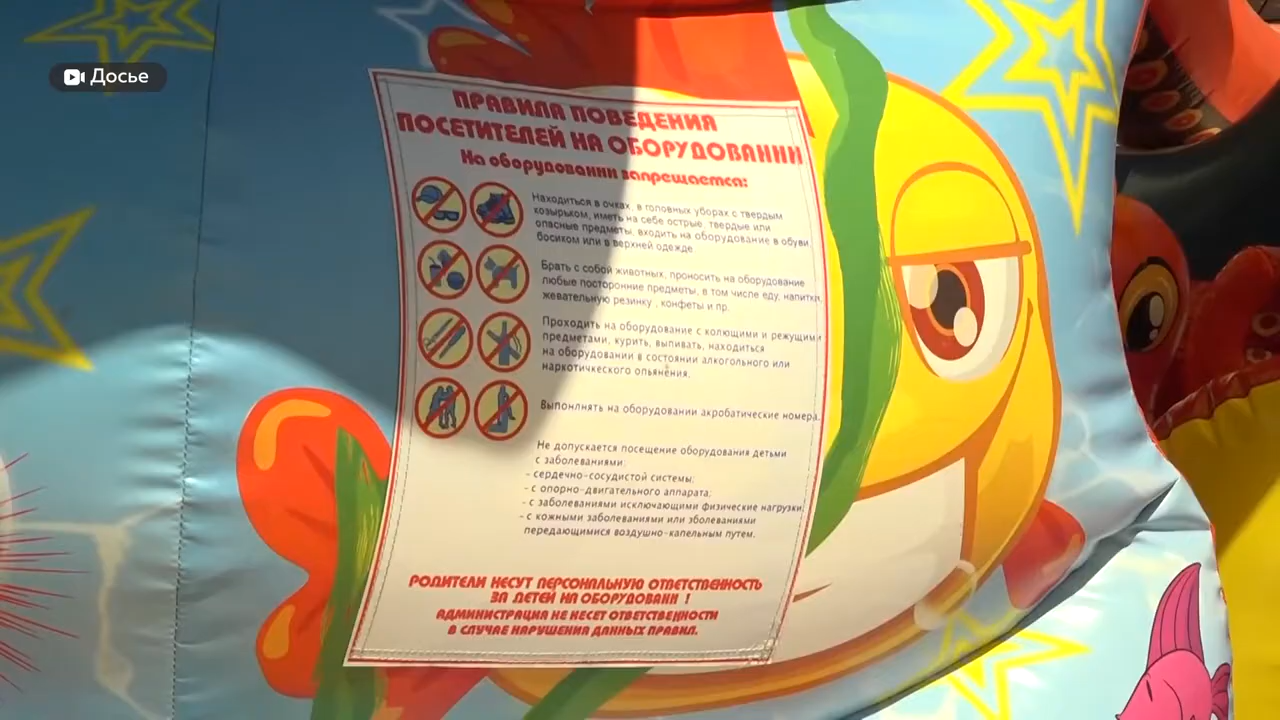 Досье
ПРАВИЛА ПОВЕДЕНИЯ
ПОСЕТИТЕЛЕЙ НА ОБОРУДОВАНИИ
На оборудовании запрещается:
Находиться в очках, в головных уборах с твердым
козырьком, иметь на себе острые, твердые или
опасные предметы, входить на оборудование в обуви,
босиком или в верхней одежде.
Брать с собой животных, проносить на оборудование
любые посторонние предметы, в том числе еду, напитки,
жевательную резинку , конфеты и пр.
Проходить на оборудование с колющими и режущими
предметами, курить, выпивать, находиться
на оборудовании в состоянии алкогольного или
наркотичкеского опьянения.
Выпонлнять на оборудовании акробатические номера.
Не допускается посещение оборудования детьми
с заболеваниями:
- сердечно-сосудистой системы;
- с опорно-двигательного аппарата;
- с заболеваниями исключающими физические нагрузки;
- с кожными заболеваниями или зболеваниями
передающимися воздушно-капельным путем.
РОДИТЕЛИ НЕСУТ ПЕРСОНАЛЬНУЮ ОТВЕТСТВЕННОСТЬ
ЗА ДЕТЕЙ НА ОБОРУДОВАНИ !
АДМИНИСТРАЦИЯ НЕ НЕСЕТ ОТВЕТСТВЕННОСТИ
В СЛУЧАЕ НАРУШЕНИЯ ДАННЫХ ПРАВИЛ.